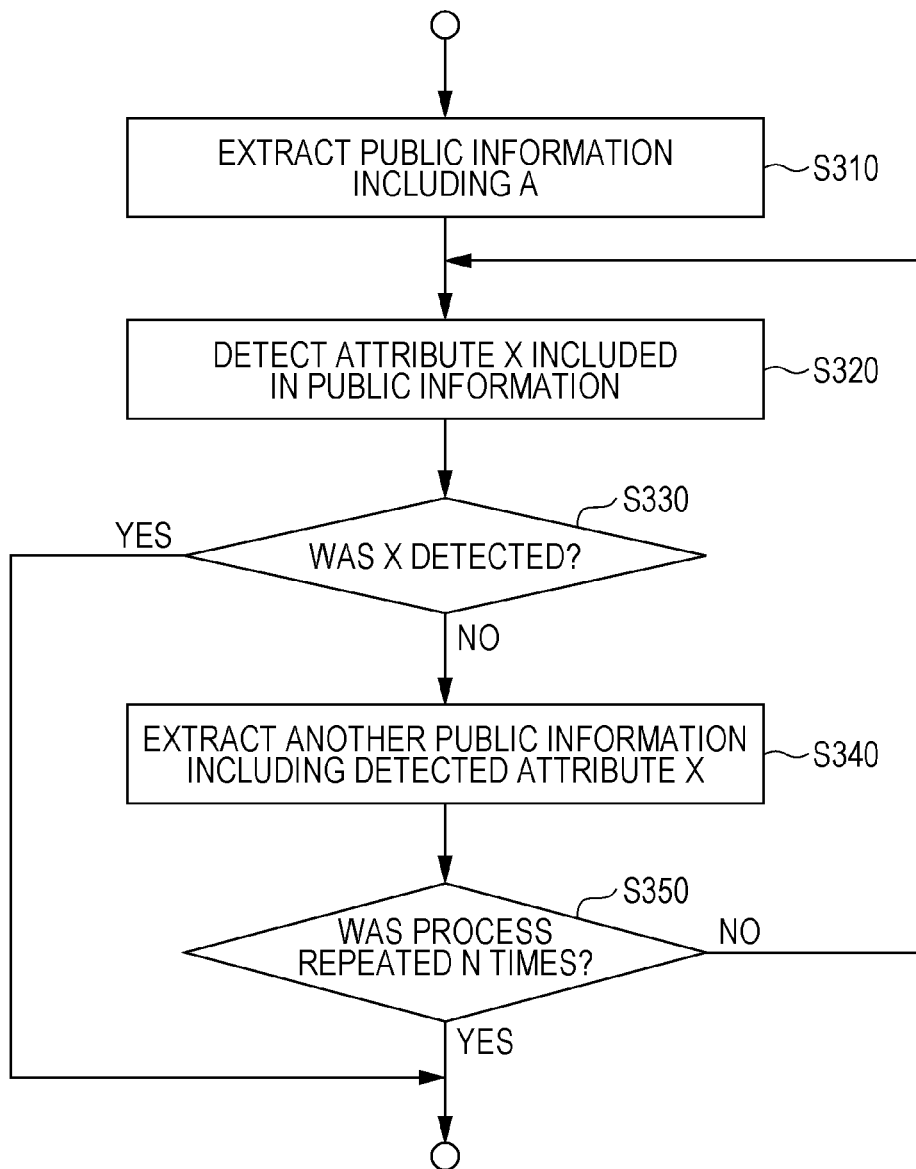 EXTRACT PUBLIC INFORMATION
INCLUDING A
S310
DETECT ATTRIBUTE X INCLUDED
IN PUBLIC INFORMATION
S320
S330
YES
WAS X DETECTED?
NO
EXTRACT ANOTHER PUBLIC INFORMATION
INCLUDING DETECTED ATTRIBUTE X
S340
S350
WAS PROCESS
REPEATED N TIMES?
NO
YES